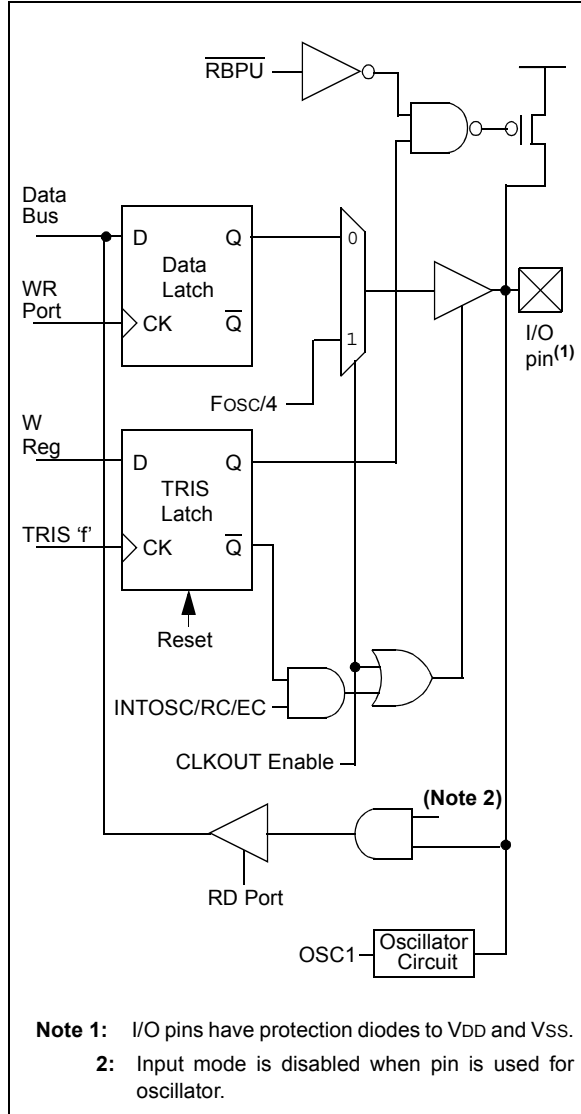 R̅B̅P̅U̅
Data
Bus
D
Q
0
Data
Latch
WR
Port
CK
Q̅
1
I/O
pin(1)
FOSC/4
W
Reg
D
Q
TRIS
Latch
TRIS ‘f’
CK
Q̅
Reset
INTOSC/RC/EC
CLKOUT Enable
(Note 2)
RD Port
OSC1
Oscillator
Circuit
Note 1: I/O pins have protection diodes to VDD and VSS.
2: Input mode is disabled when pin is used for
oscillator.